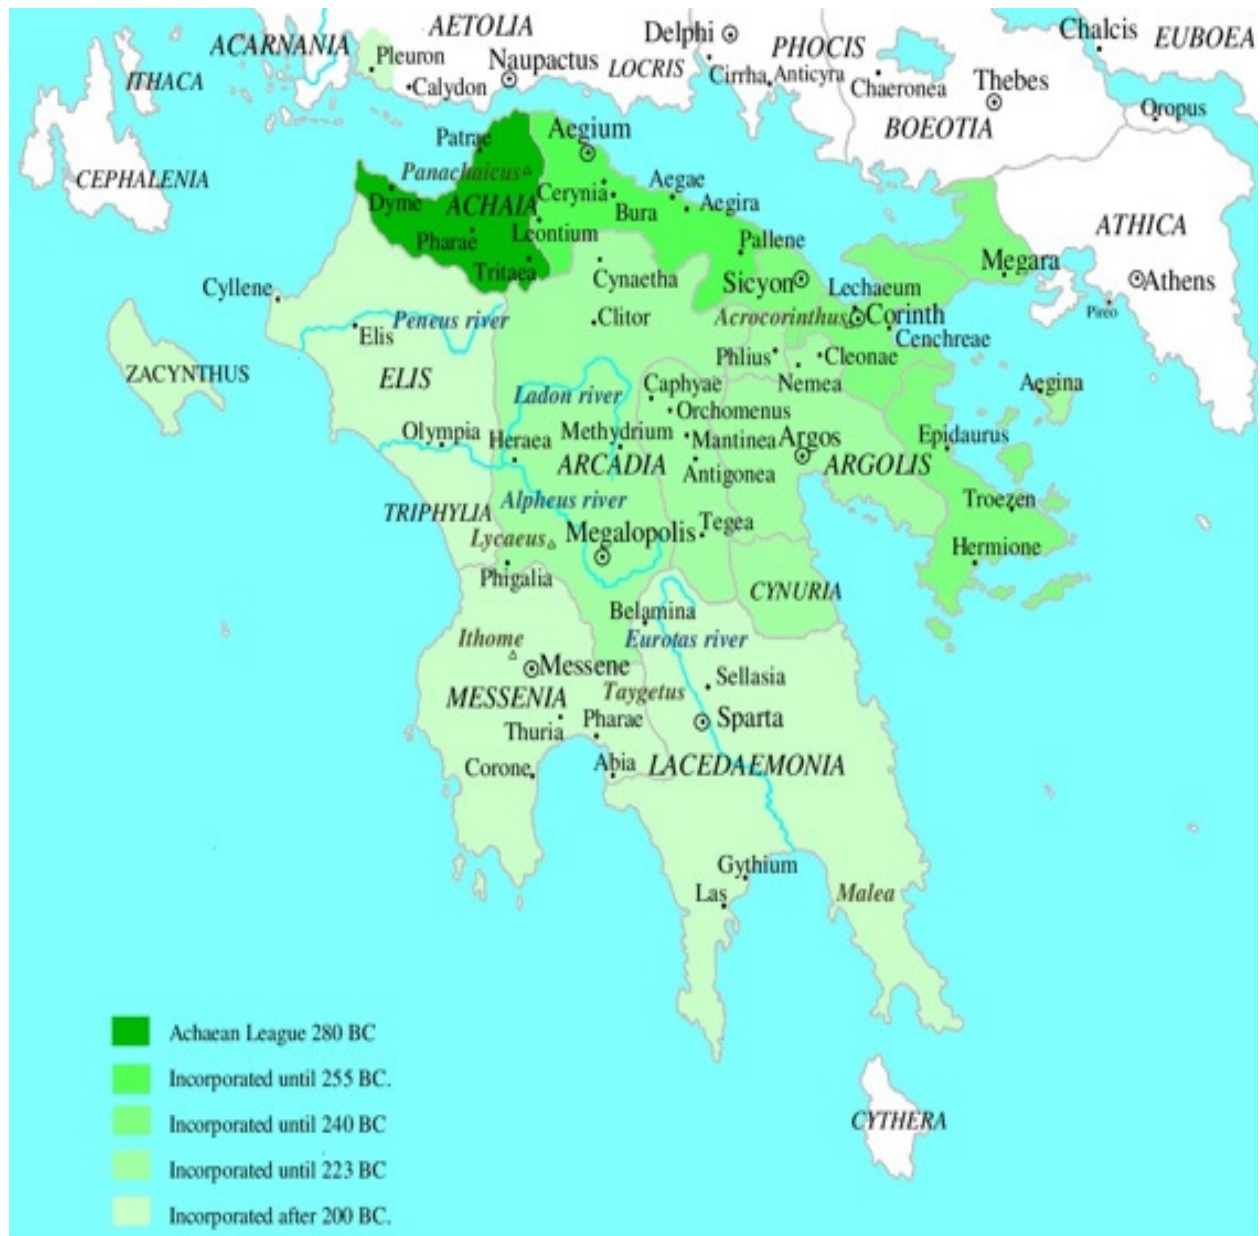 AETOLIA
Delphi
PHOCIS
Chalcis
EUBOEA
ACARNANIA
Pleuron
Naupactus
LOCRIS
Cirrha
Anticyra
Chaeronea
Thebes
ITHACA
Calydon
BOEOTIA
Oropus
Patrae
Aegium
CEPHALENIA
Panachaicus
Cerynia
Aegae
Dyme
ACHAIA
Bura
Aegira
ATHICA
Pharae
Leontium
Pallene
Tritaea
Cynaetha
Sicyon
Megara
Athens
Cyllene
Lechaeum
Peneus river
Clitor
Acrocorinthus
Corinth
Pireo
Elis
Cenchreae
ZACYNTHUS
ELIS
Phlius
Cleonae
Nemea
Aegina
Caphyae
Ladon river
Orchomenus
Olympia
Heraea
Methydrium
Mantinea
Argos
Epidaurus
ARCADIA
Antigonea
ARGOLIS
TRIPHYLIA
Alpheus river
Troezen
Lycaeus
Megalopolis
Tegea
Hermione
Phigalia
CYNURIA
Belamina
Ithome
Eurotas river
Messene
Sellasia
MESSENIA
Taygetus
Thuria
Pharae
Sparta
Corone
Abia
LACEDAEMONIA
Gythium
Las
Malea
CYTHERA
Achaean League 280 BC
Incorporated until 255 BC.
Incorporated until 240 BC
Incorporated until 223 BC
Incorporated after 200 BC.